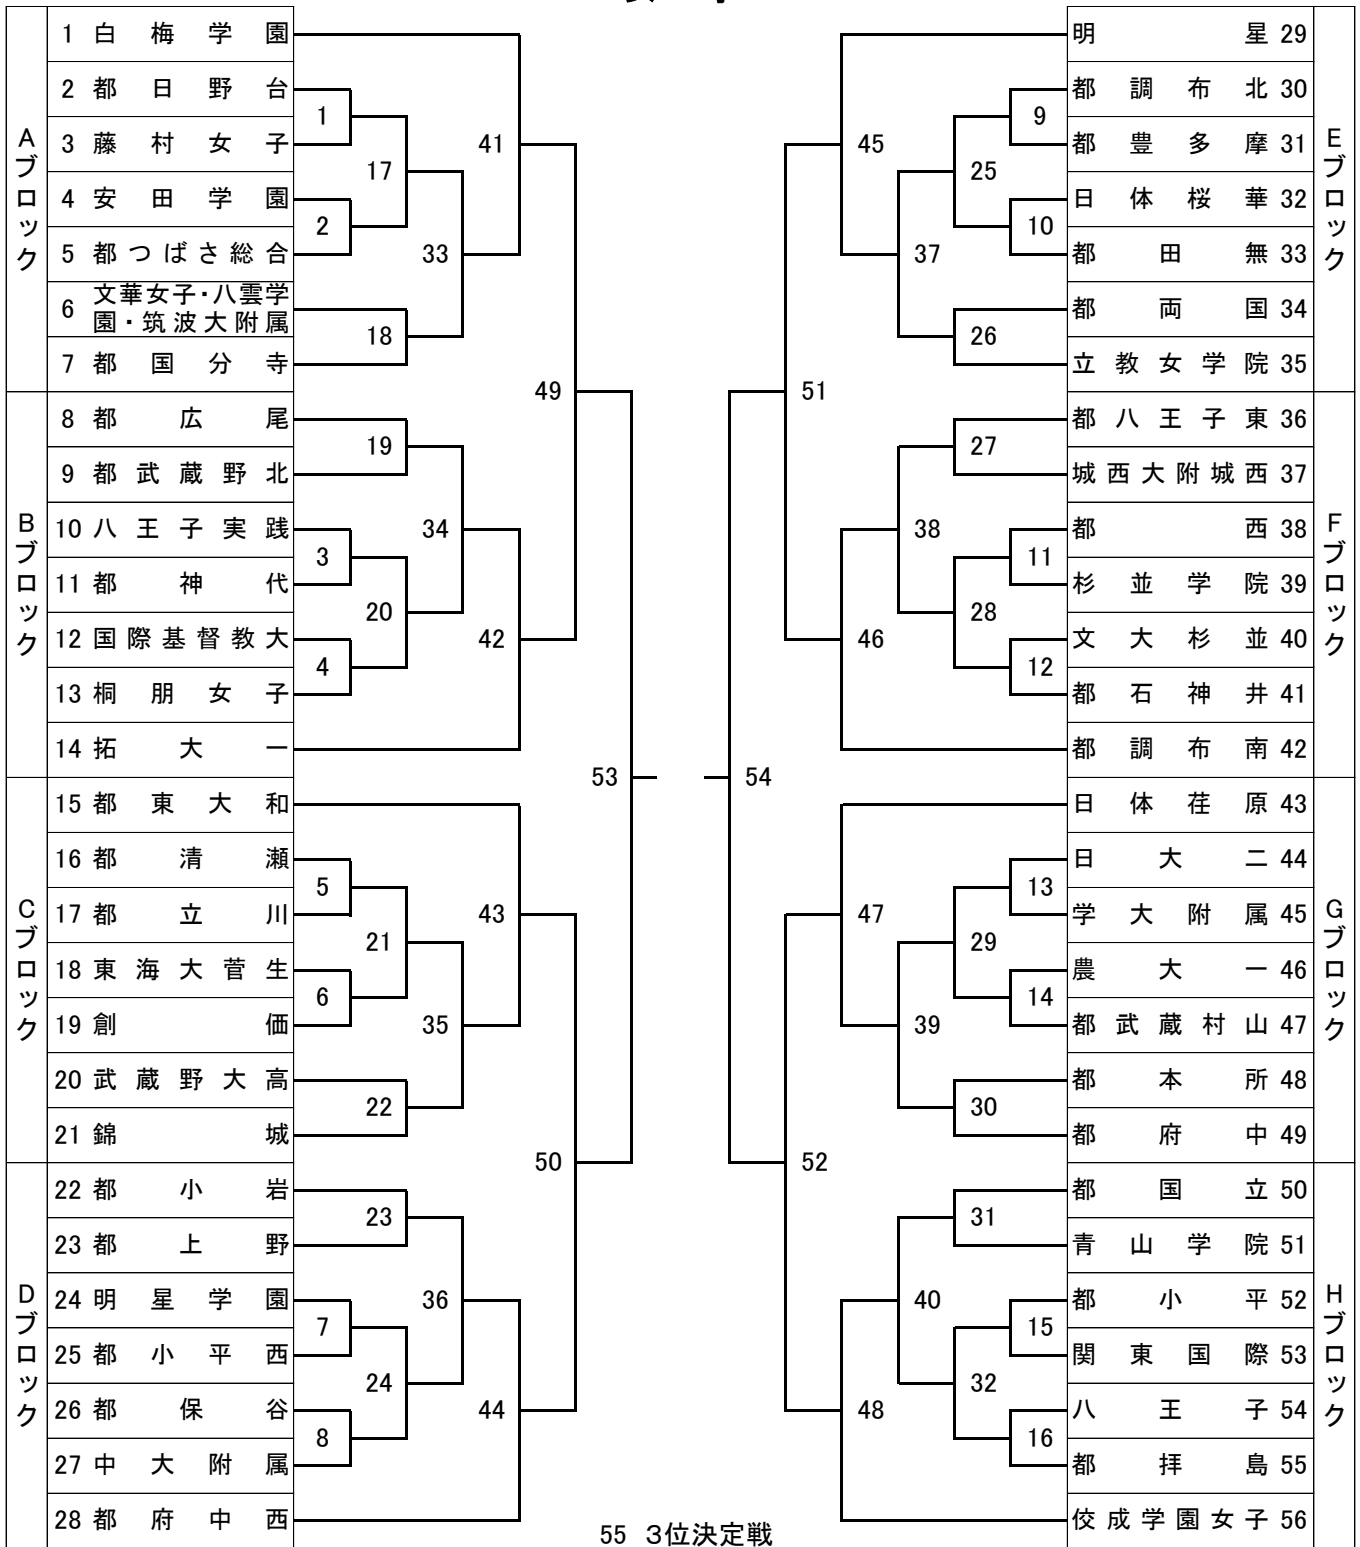 Aブロック
1 白梅学園
2 都日野台
3 藤村女子
4 安田学園
5 都つばさ総合
6 文華女子・八雲学
園・筑波大附属
7 都国分寺
Bブロック
8 都広尾
9 都武蔵野北
10 八王子実践
11 都神代
12 国際基督教大
13 桐朋女子
14 拓大一
Cブロック
15 都東大和
16 都清瀬
17 都立川
18 東海大菅生
19 創価
20 武蔵野大高
21 錦城
Dブロック
22 都小岩
23 都上野
24 明星学園
25 都小平西
26 都保谷
27 中大附属
28 都府中西
1
2
3
4
5
6
7
8
17
18
19
20
21
22
23
24
33
34
35
36
41
42
43
44
49
50
53
54
51
52
45
46
47
48
37
38
39
40
25
26
27
28
29
30
31
32
9
10
11
12
13
14
15
16
明星 29
都調布北 30
都豊多摩 31
日体桜華 32
都田無 33
都両国 34
立教女学院 35
Eブロック
都八王子東 36
城西大附城西 37
都西 38
杉並学院 39
文大杉並 40
都石神井 41
都調布南 42
Fブロック
日体荏原 43
日大二 44
学大附属 45
農大一 46
都武蔵村山 47
都本所 48
都府中 49
Gブロック
都国立 50
青山学院 51
都小平 52
関東国際 53
八王子 54
都拝島 55
佼成学園女子 56
Hブロック
55 3位決定戦